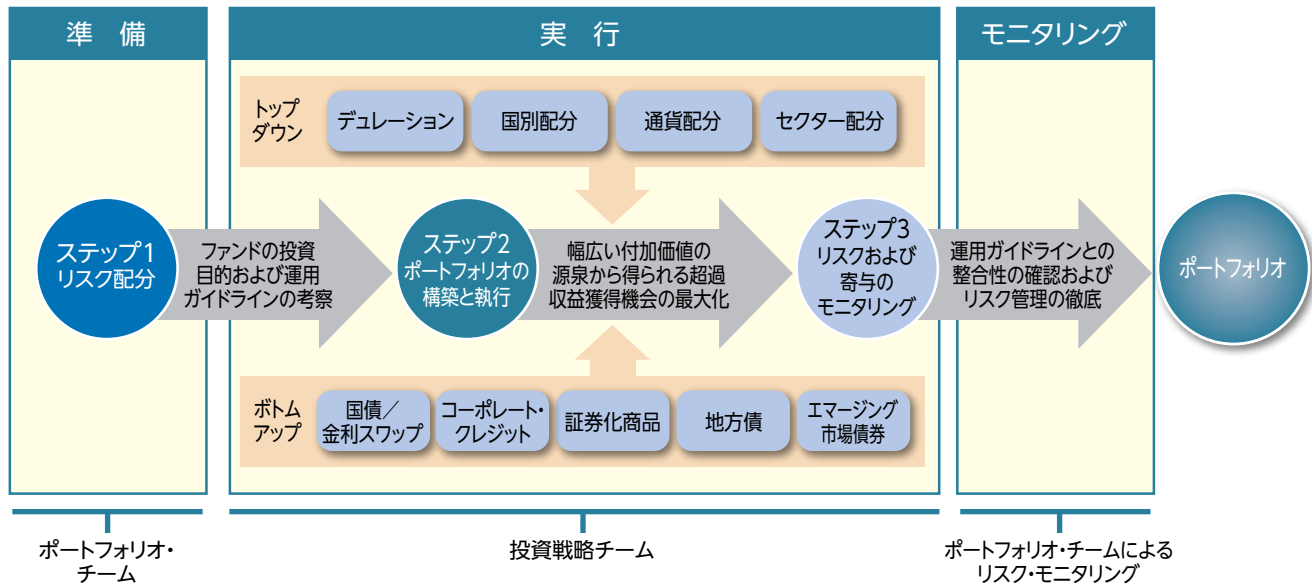 準 備
実 行
モニタリング
トップ
ダウン
デュレーション
国別配分
通貨配分
セクター配分
ステップ1
リスク配分
ファンドの投資
目的および運用
ガイドラインの考察
ステップ2
ポートフォリオの
構築と執行
幅広い付加価値の
源泉から得られる超過
収益獲得機会の最大化
ステップ3
リスクおよび
寄与の
モニタリング
運用ガイドラインとの
整合性の確認および
リスク管理の徹底
ポートフォリオ
ボトム
アップ
国債／
金利スワップ
コーポレート・
クレジット
証券化商品
地方債
エマージング
市場債券
ポートフォリオ・
チーム
投資戦略チーム
ポートフォリオ・チームによる
リスク・モニタリング